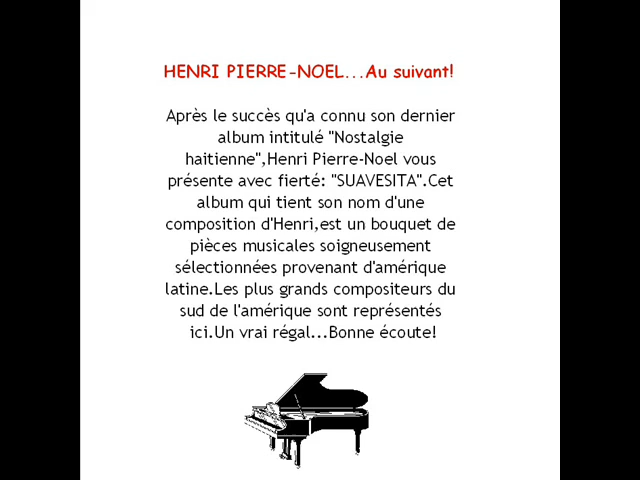 HENRI PIERRE-NOEL...Au suivant!
Après le succès qu'a connu son dernier
album intitulé "Nostalgie
haitienne",Henri Pierre-Noel vous
présente avec fierté: "SUAVESITA".Cet
album qui tient son nom d'une
composition d'Henri,est un bouquet de
pièces musicales soigneusement
sélectionnées provenant d'amérique
latine.Les plus grands compositeurs du
sud de l'amérique sont représentés
ici.Un vrai régal...Bonne écoute!